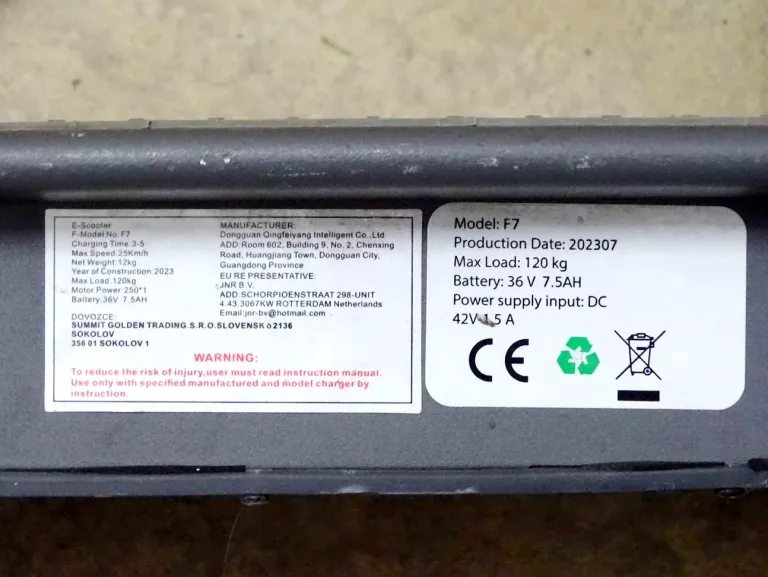 E-Scooter
F-Model No. F7
Charging Time: 3-5
Max Speed:25Km/h
Net Weight:12kg
Year of Construction:2023
Max Load:120kg
Motor Power:250*1
Battery:36V 7.5AH
MANUFACTURER:
Dongguan Qingfeiyang Intelligent Co.,Ltd
ADD:Room 602, Building 9, No. 2, Chenxing
Road, Huangjiang Town, Dongguan City,
Guangdong Province
EU RE PRESENTATIVE:
JNR B.V.
ADD:SCHORPIOENSTRAAT 298-UNIT
4 43 3067KW ROTTERDAM Netherlands
Email:jnr-bv@hotmail.com
DOVOZCE:
SUMMIT GOLDEN TRADING.S.R.O.SLOVENSK à 2136
SOKOLOV
356 01 SOKOLOV 1
WARNING:
To reduce the risk of injury,user must read instruction manual.
Use only with specified manufactured and model charger by
instruction.
Model: F7
Production Date: 202307
Max Load: 120 kg
Battery: 36 V 7.5AH
Power supply input: DC
42V 1.5 A
CE